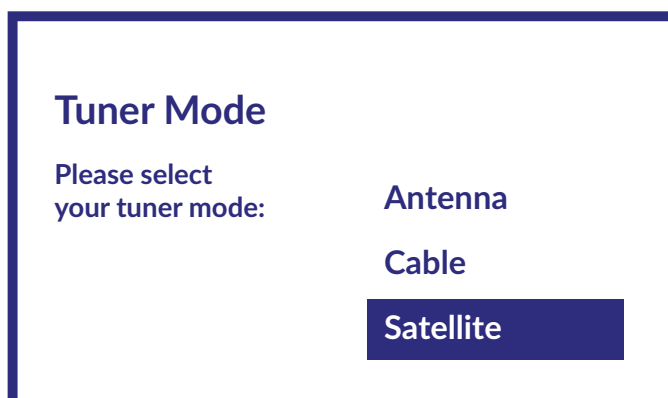 Tuner Mode
Please select
your tuner mode:
Antenna
Cable
Satellite